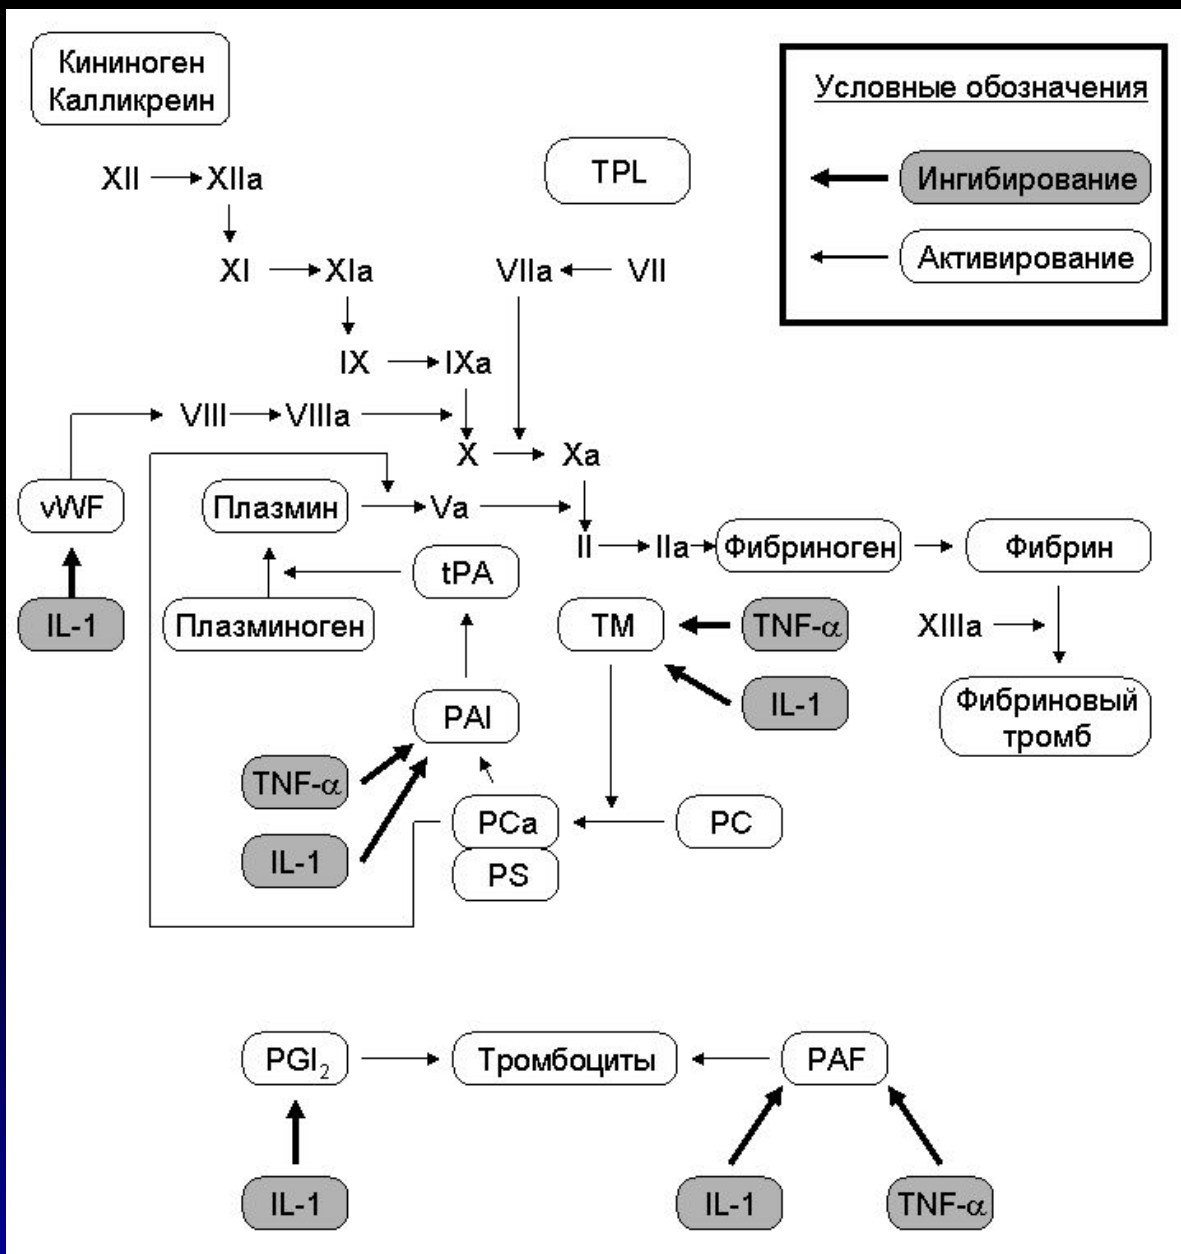 Кининоген
Калликреин
Условные обозначения
TPL
Ингибирование
XII
XIIa
Активирование
XI
XIa
VIIa
VII
IX
IXa
VIII
VIIIa
X
Xa
vWF
Плазмин
Va
II
IIa
Фибриноген
Фибрин
tPA
IL-1
Плазминоген
TM
TNF-α
XIIIa
PAI
IL-1
Фибриновый
тромб
TNF-α
PCa
PC
IL-1
PS
PGI₂
Тромбоциты
PAF
IL-1
IL-1
TNF-α